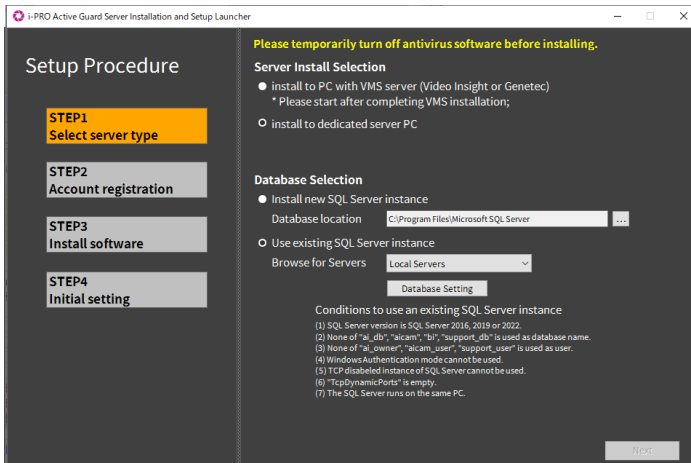 i-PRO Active Guard Server Installation and Setup Launcher
Setup Procedure
STEP1
Select server type
STEP2
Account registration
STEP3
Install software
STEP4
Initial setting
Please temporarily turn off antivirus software before installing.
Server Install Selection
install to PC with VMS server (Video Insight or Genetec)
* Please start after completing VMS installation;
install to dedicated server PC
Database Selection
Install new SQL Server instance
Database location C:\Program Files\Microsoft SQL Server ...
Use existing SQL Server instance
Browse for Servers Local Servers
Database Setting
Conditions to use an existing SQL Server instance
(1) SQL Server version is SQL Server 2016, 2019 or 2022.
(2) None of "ai_db", "aicam", "bi", "support_db" is used as database name.
(3) None of "ai_owner", "aicam_user", "support_user" is used as user.
(4) Windows Authentication mode cannot be used.
(5) TCP disabeled instance of SQL Server cannot be used.
(6) "TcpDynamicPorts" is empty.
(7) The SQL Server runs on the same PC.
Next